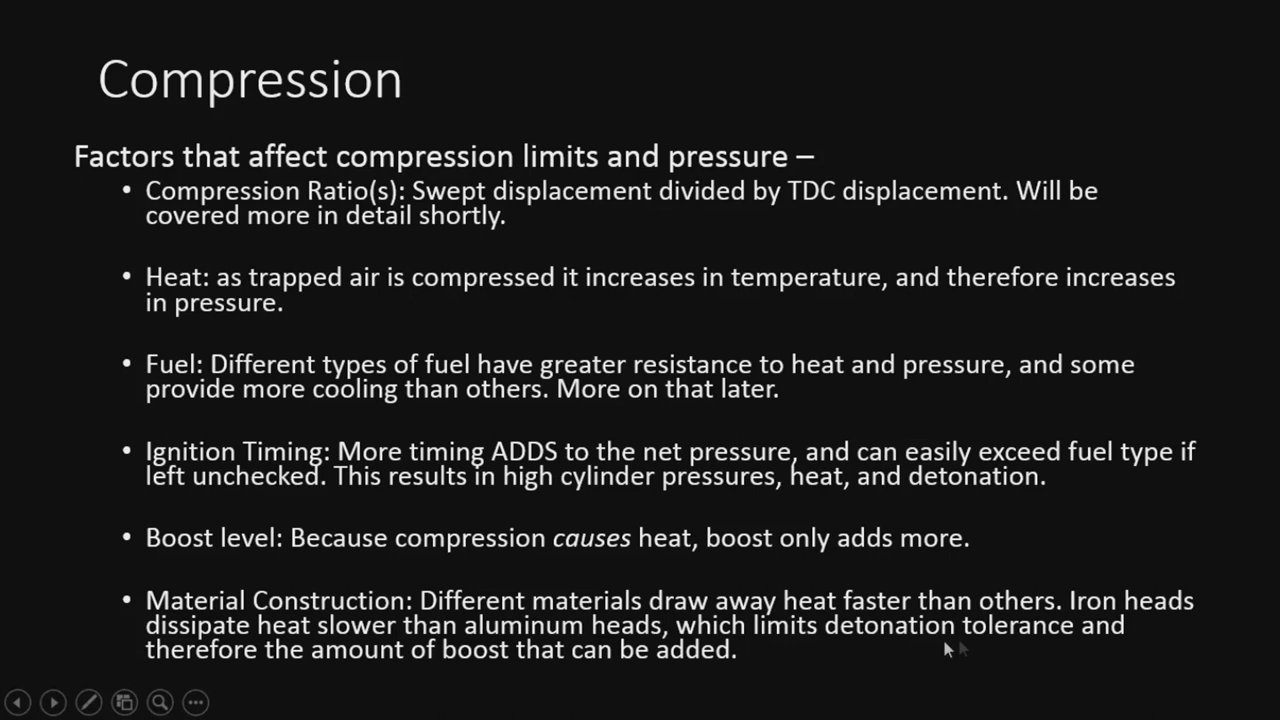 Compression
Factors that affect compression limits and pressure –
• Compression Ratio(s): Swept displacement divided by TDC displacement. Will be
covered more in detail shortly.
• Heat: as trapped air is compressed it increases in temperature, and therefore increases
in pressure.
• Fuel: Different types of fuel have greater resistance to heat and pressure, and some
provide more cooling than others. More on that later.
• Ignition Timing: More timing ADDS to the net pressure, and can easily exceed fuel type if
left unchecked. This results in high cylinder pressures, heat, and detonation.
• Boost level: Because compression causes heat, boost only adds more.
• Material Construction: Different materials draw away heat faster than others. Iron heads
dissipate heat slower than aluminum heads, which limits detonation tolerance and
therefore the amount of boost that can be added.